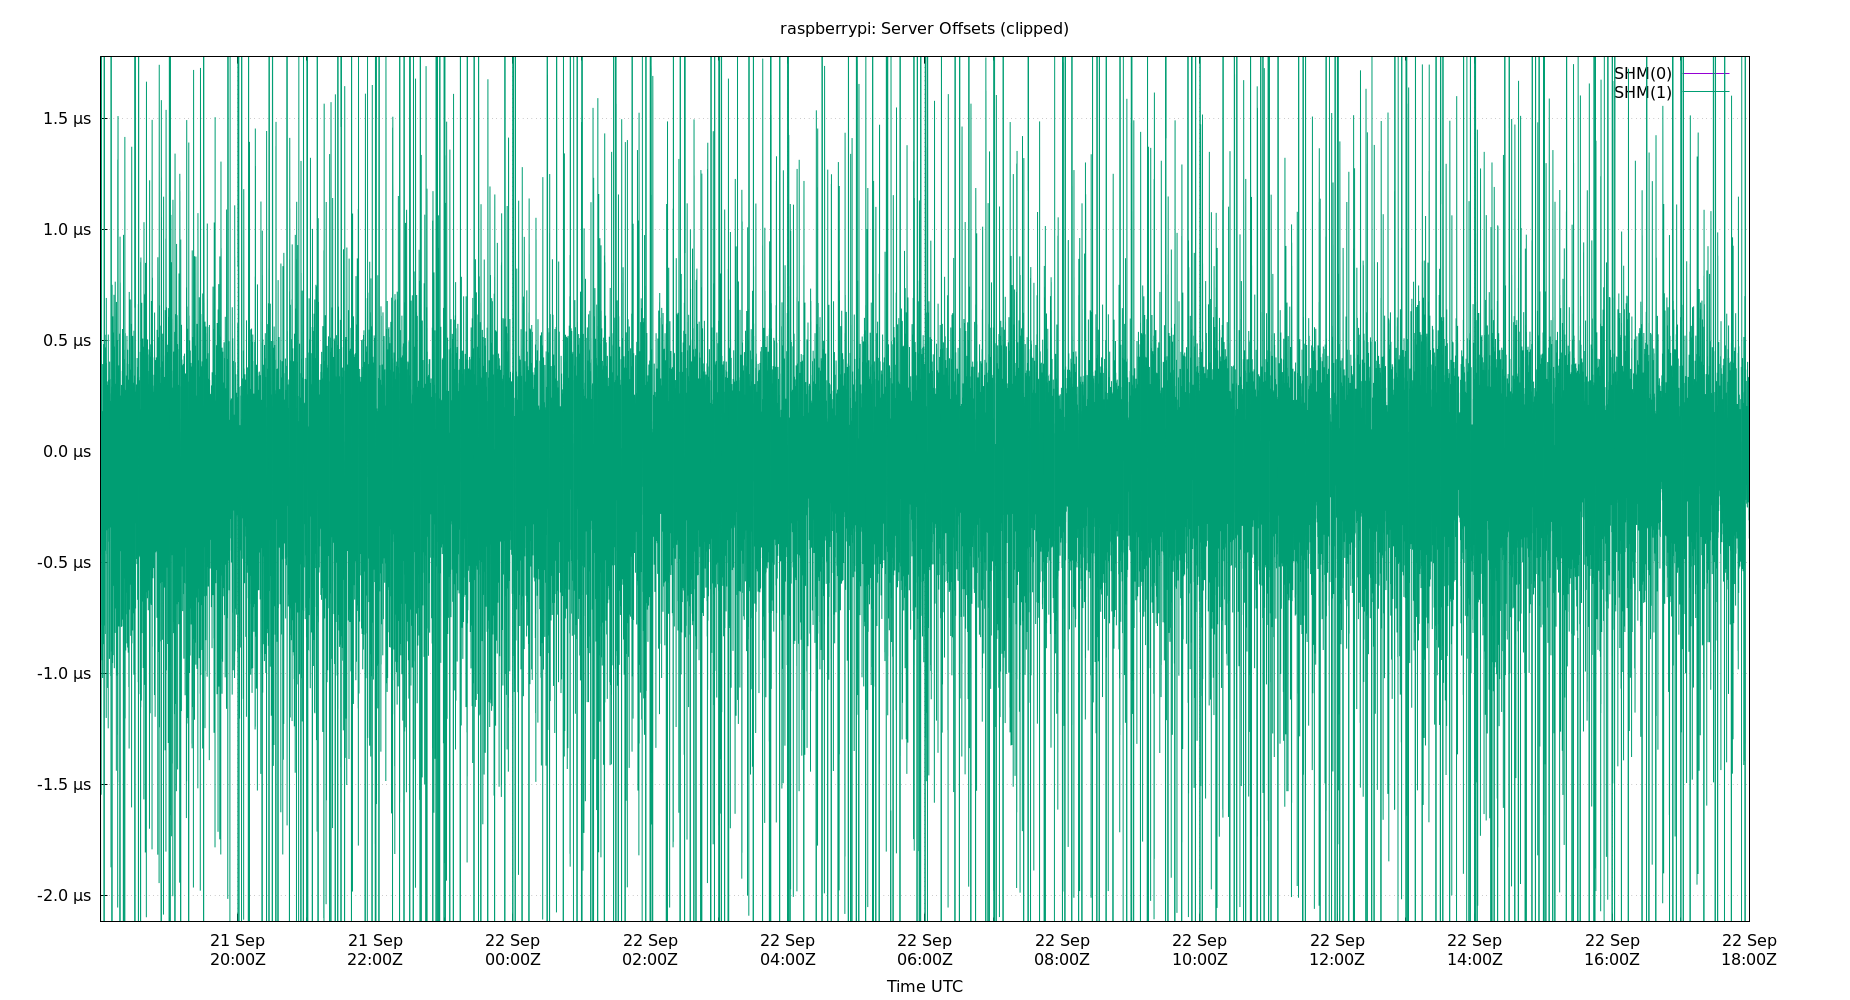 raspberrypi: Server Offsets (clipped)
SHM(0)
SHM(1)
1.5 µs
1.0 µs
0.5 µs
0.0 µs
-0.5 µs
-1.0 µs
-1.5 µs
-2.0 µs
21 Sep 21 Sep 22 Sep 22 Sep 22 Sep 22 Sep 22 Sep 22 Sep 22 Sep 22 Sep 22 Sep 22 Sep
20:00Z 22:00Z 00:00Z 02:00Z 04:00Z 06:00Z 08:00Z 10:00Z 12:00Z 14:00Z 16:00Z 18:00Z
Time UTC